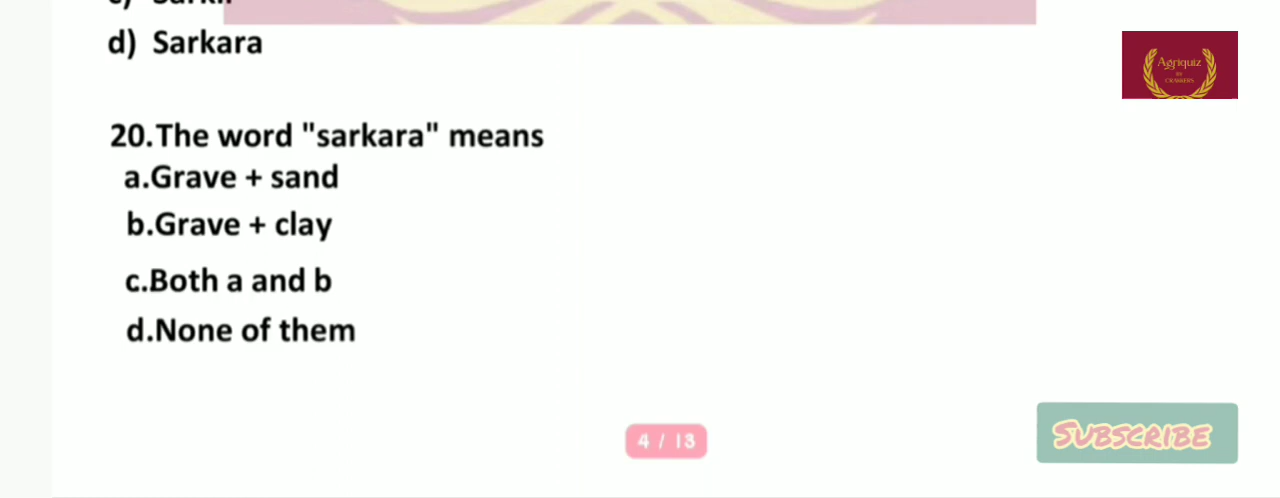 d) Sarkara
Agriquiz
CRACKERS
20.The word "sarkara" means
a.Grave + sand
b.Grave + clay
c.Both a and b
d.None of them
4 / 13
SUBSCRIBE